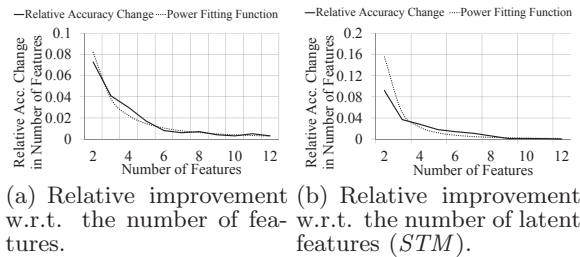 Relative Accuracy Change Power Fitting Function
Relative Acc. Change
in Number of Features
0.1
0.08
0.06
0.04
0.02
0
2 4 6 8 10 12
Number of Features
(a) Relative improvement
w.r.t. the number of fea-
tures.
Relative Accuracy Change Power Fitting Function
Relative Acc. Change
in Number of Features
0.2
0.16
0.12
0.08
0.04
0
2 4 6 8 10 12
Number of Features
(b) Relative improvement
w.r.t. the number of latent
features (STM).